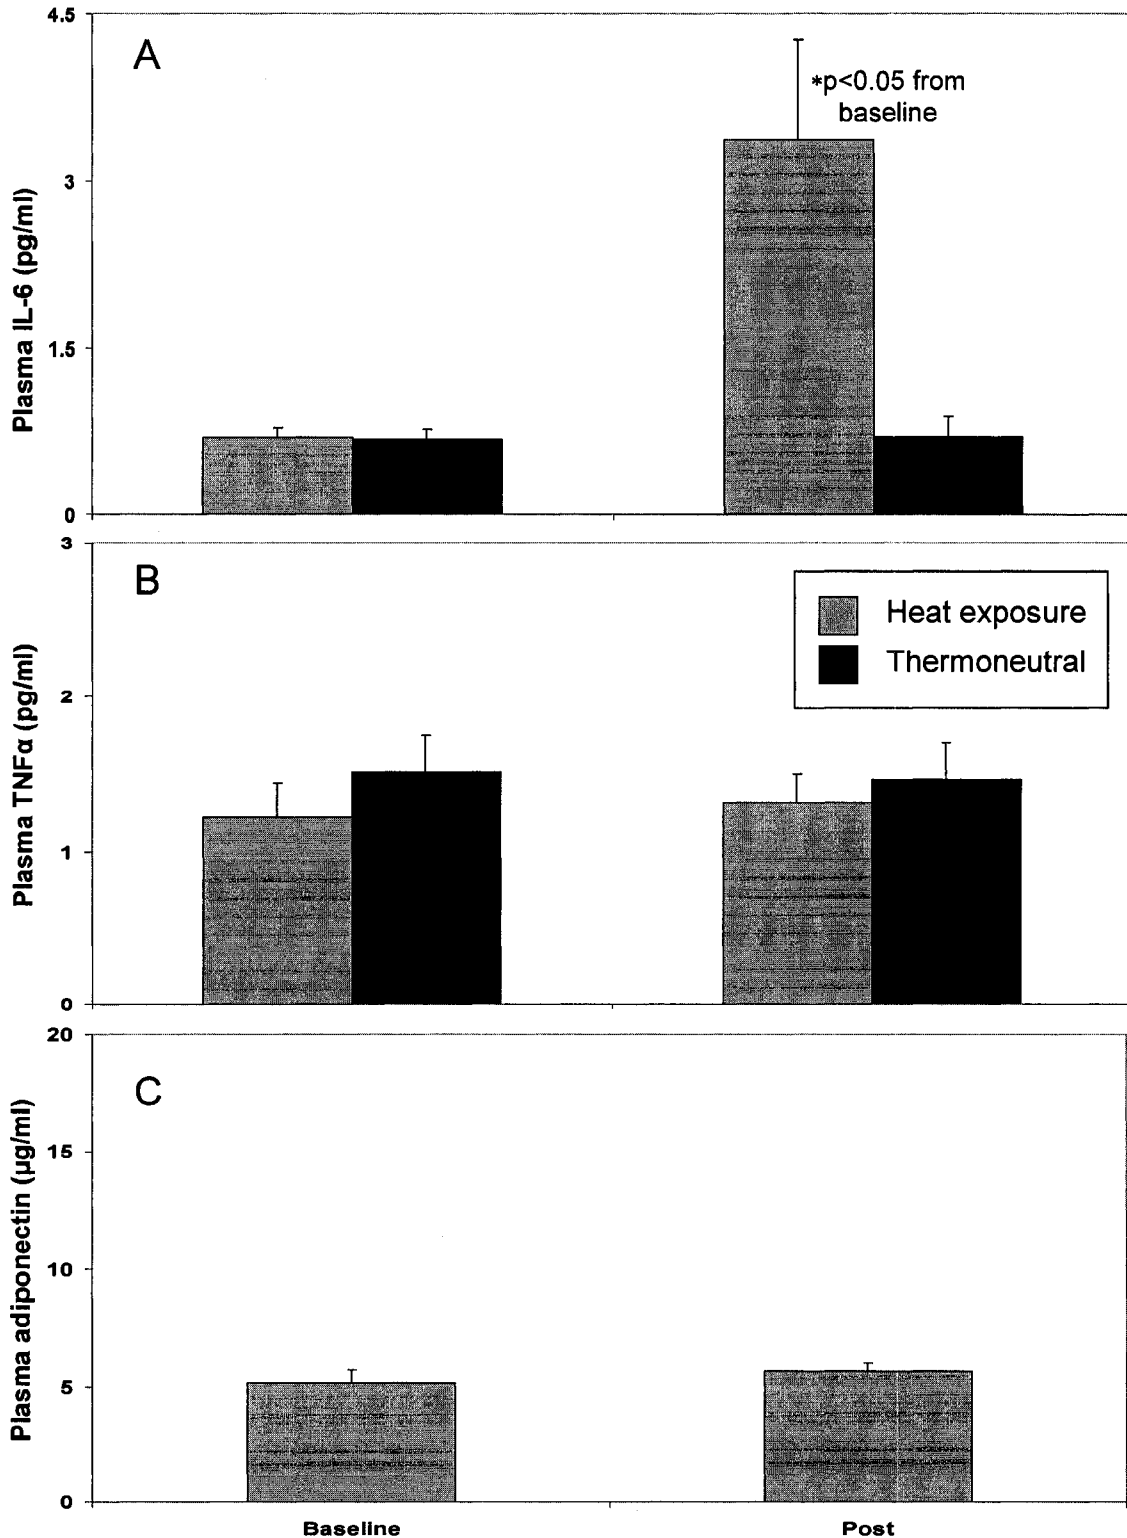 4.5
A
*p<0.05 from
baseline
3
Plasma IL-6 (pg/ml)
1.5
0
3
B
Heat exposure
Thermoneutral
2
Plasma TNFα (pg/ml)
1
0
20
C
15
Plasma adiponectin (µg/ml)
10
5
0
Baseline Post